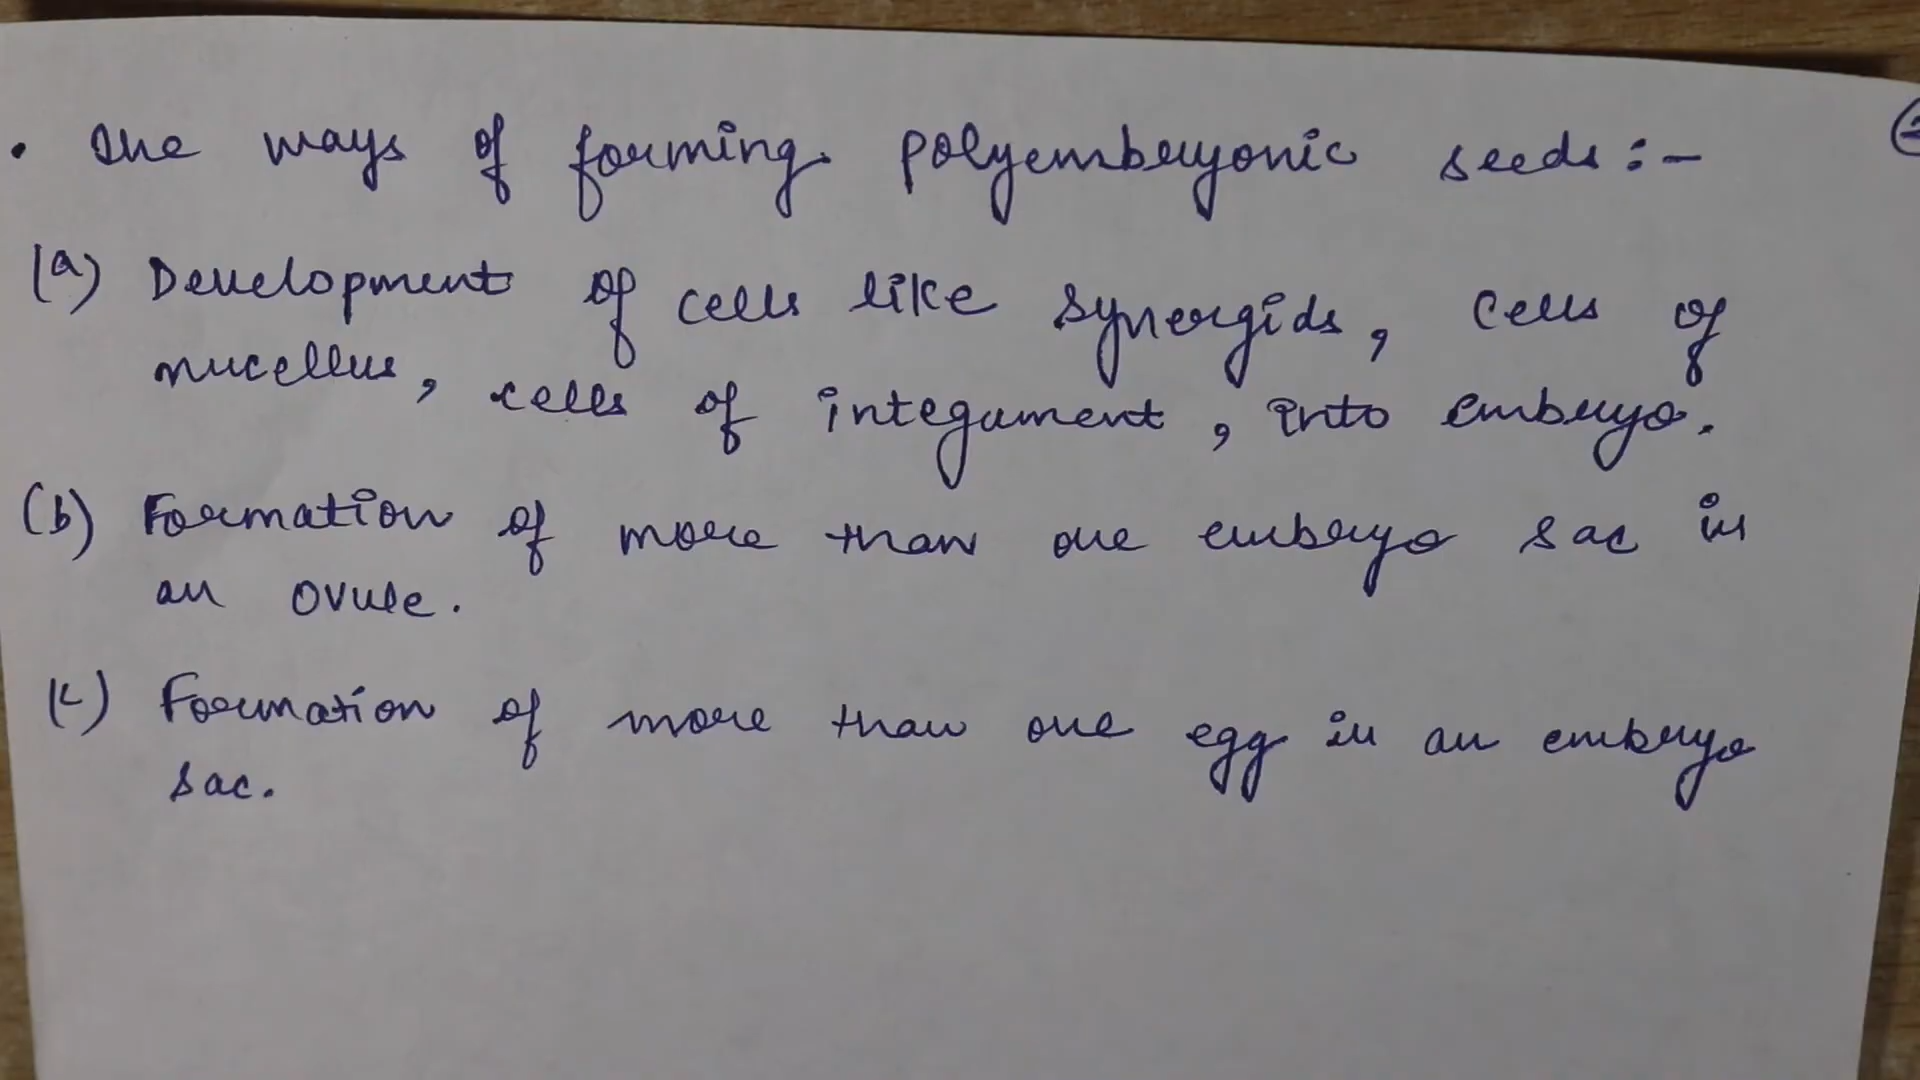 • The ways of forming polyembryonic seeds:-
(a) Development of cells like synergids, cells of
nucellus, cells of integument, into embryo.
(b) Formation of more than one embryo sac in
an ovule.
(c) Formation of more than one egg in an embryo
sac.